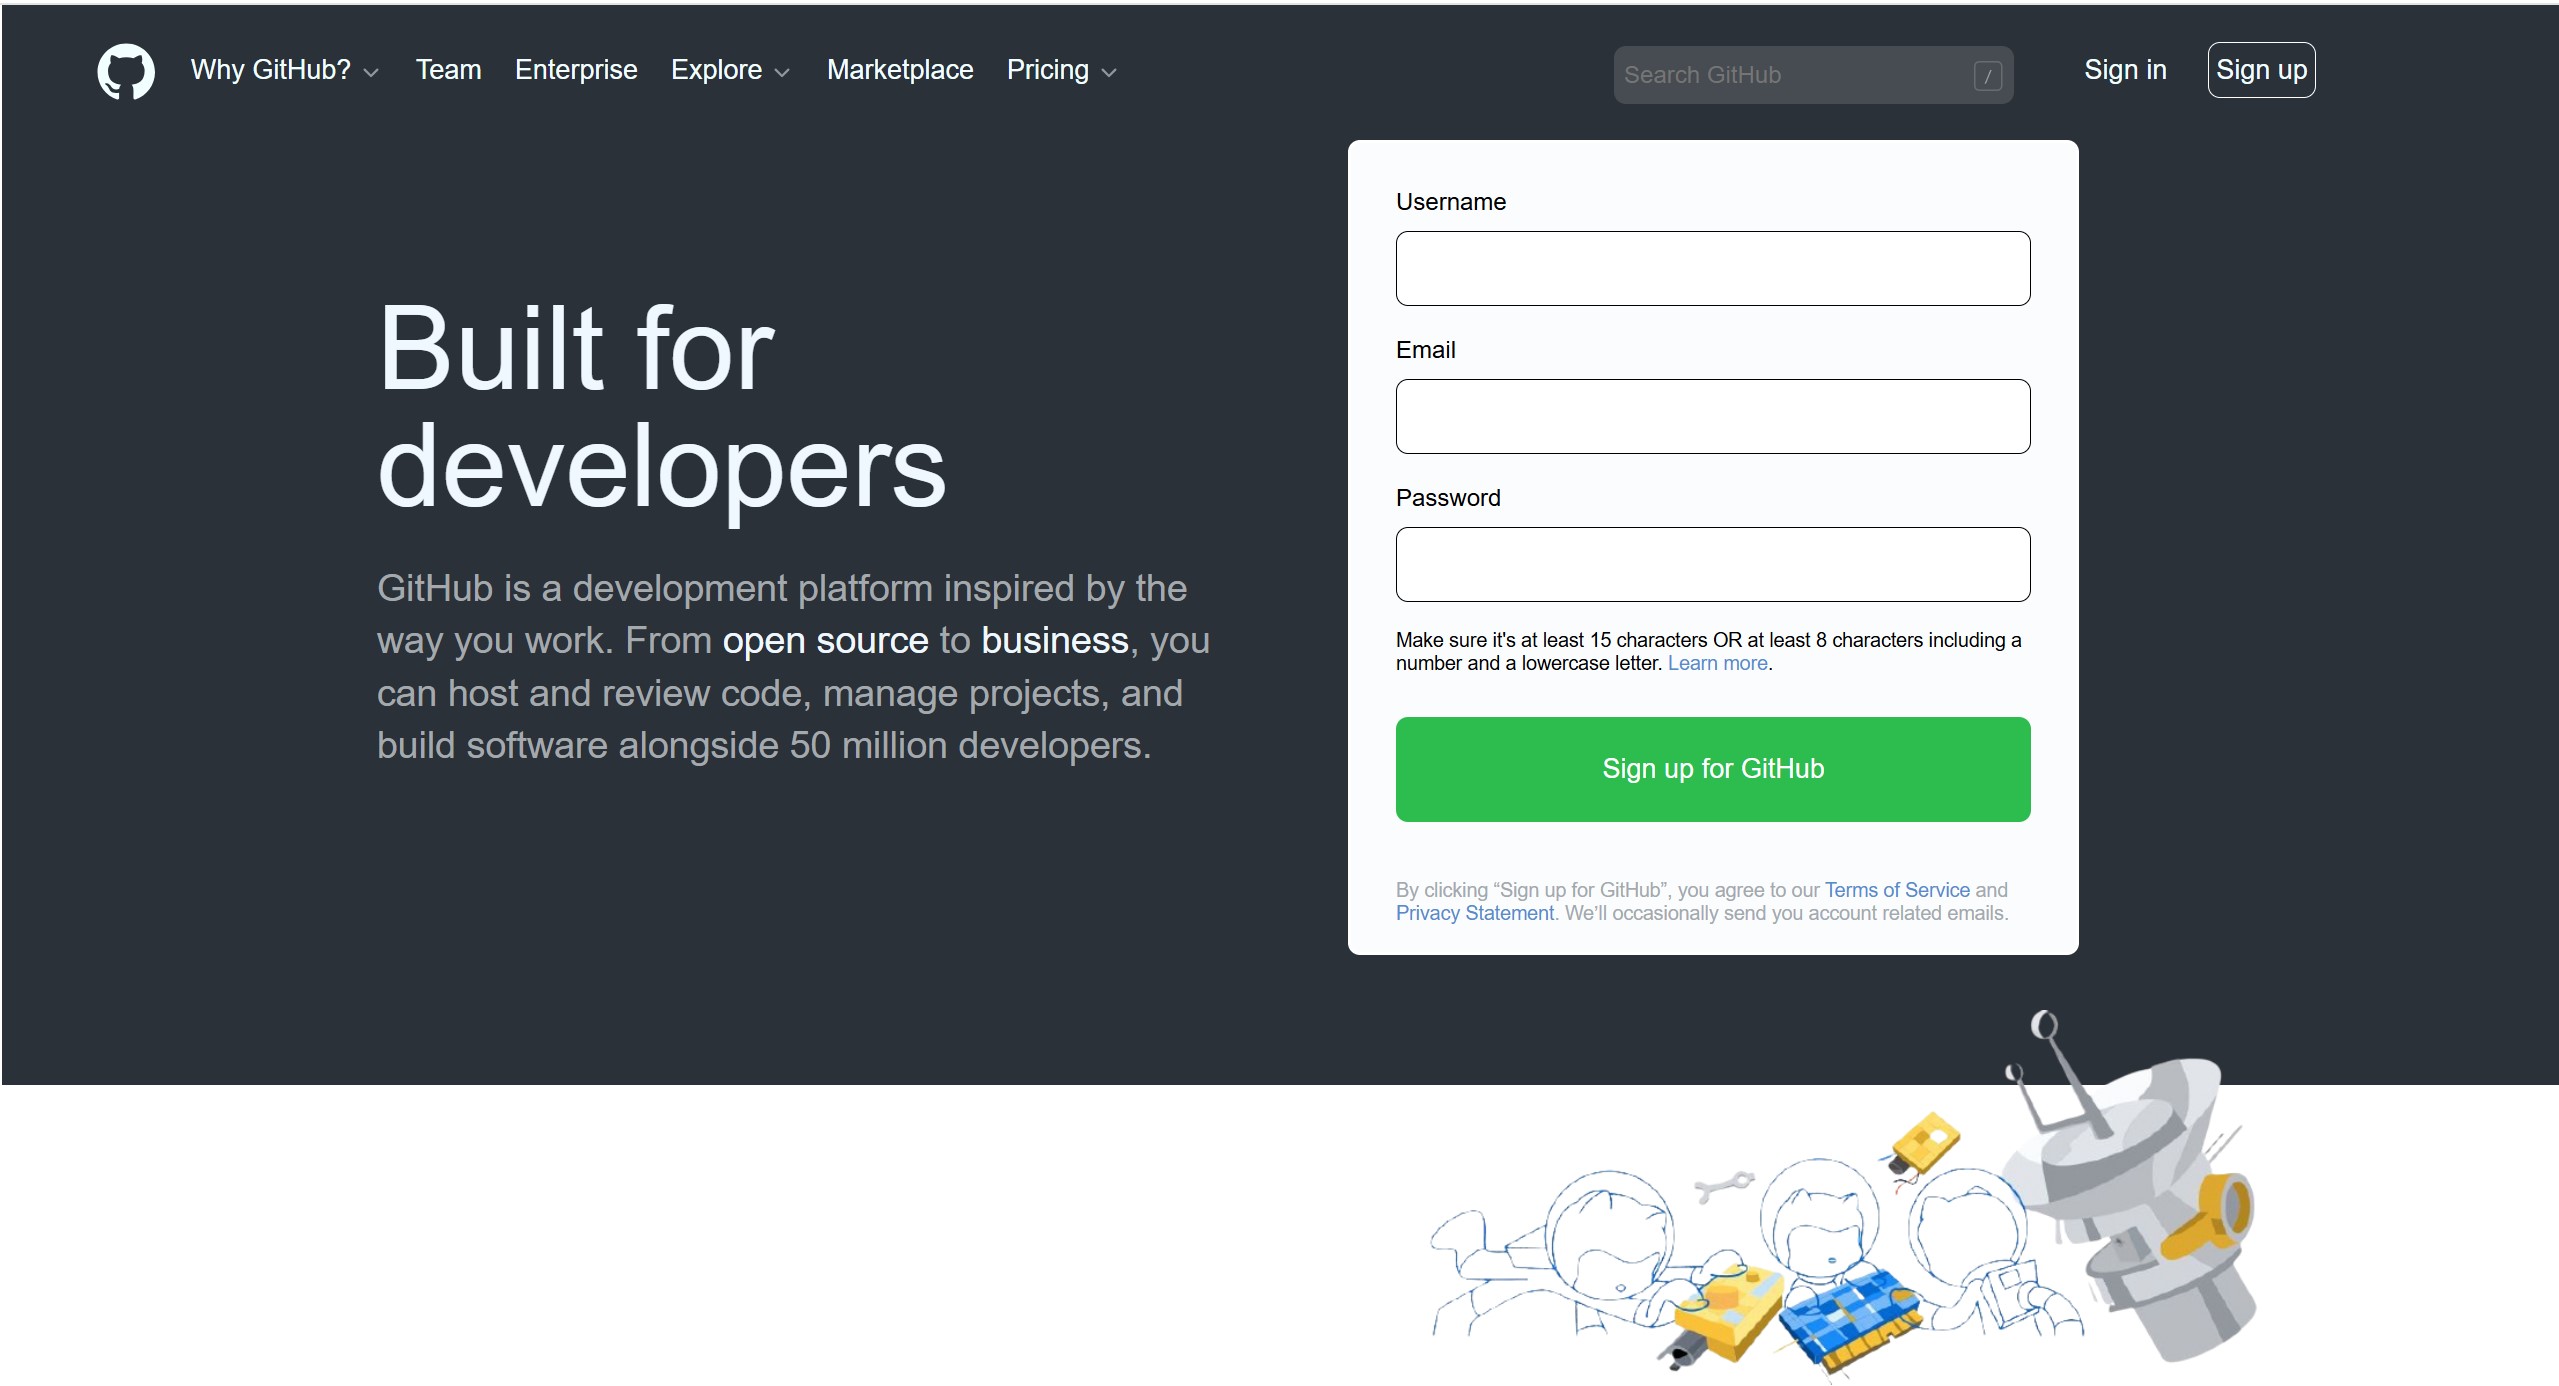 Why GitHub? Team Enterprise Explore Marketplace Pricing Search GitHub / Sign in Sign up
Built for
developers
GitHub is a development platform inspired by the
way you work. From open source to business, you
can host and review code, manage projects, and
build software alongside 50 million developers.
Username
Email
Password
Make sure it's at least 15 characters OR at least 8 characters including a
number and a lowercase letter. Learn more.
Sign up for GitHub
By clicking “Sign up for GitHub”, you agree to our Terms of Service and
Privacy Statement. We’ll occasionally send you account related emails.